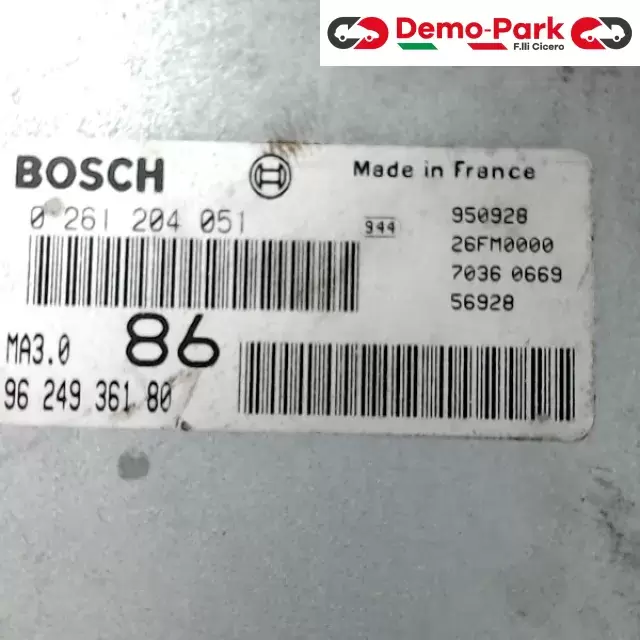 Demo-Park
F.lli Cicero
BOSCH
Made in France
0 261 204 051
944
950928
26FM0000
7036 0669
56928
MA3.0
86
96 249 361 80